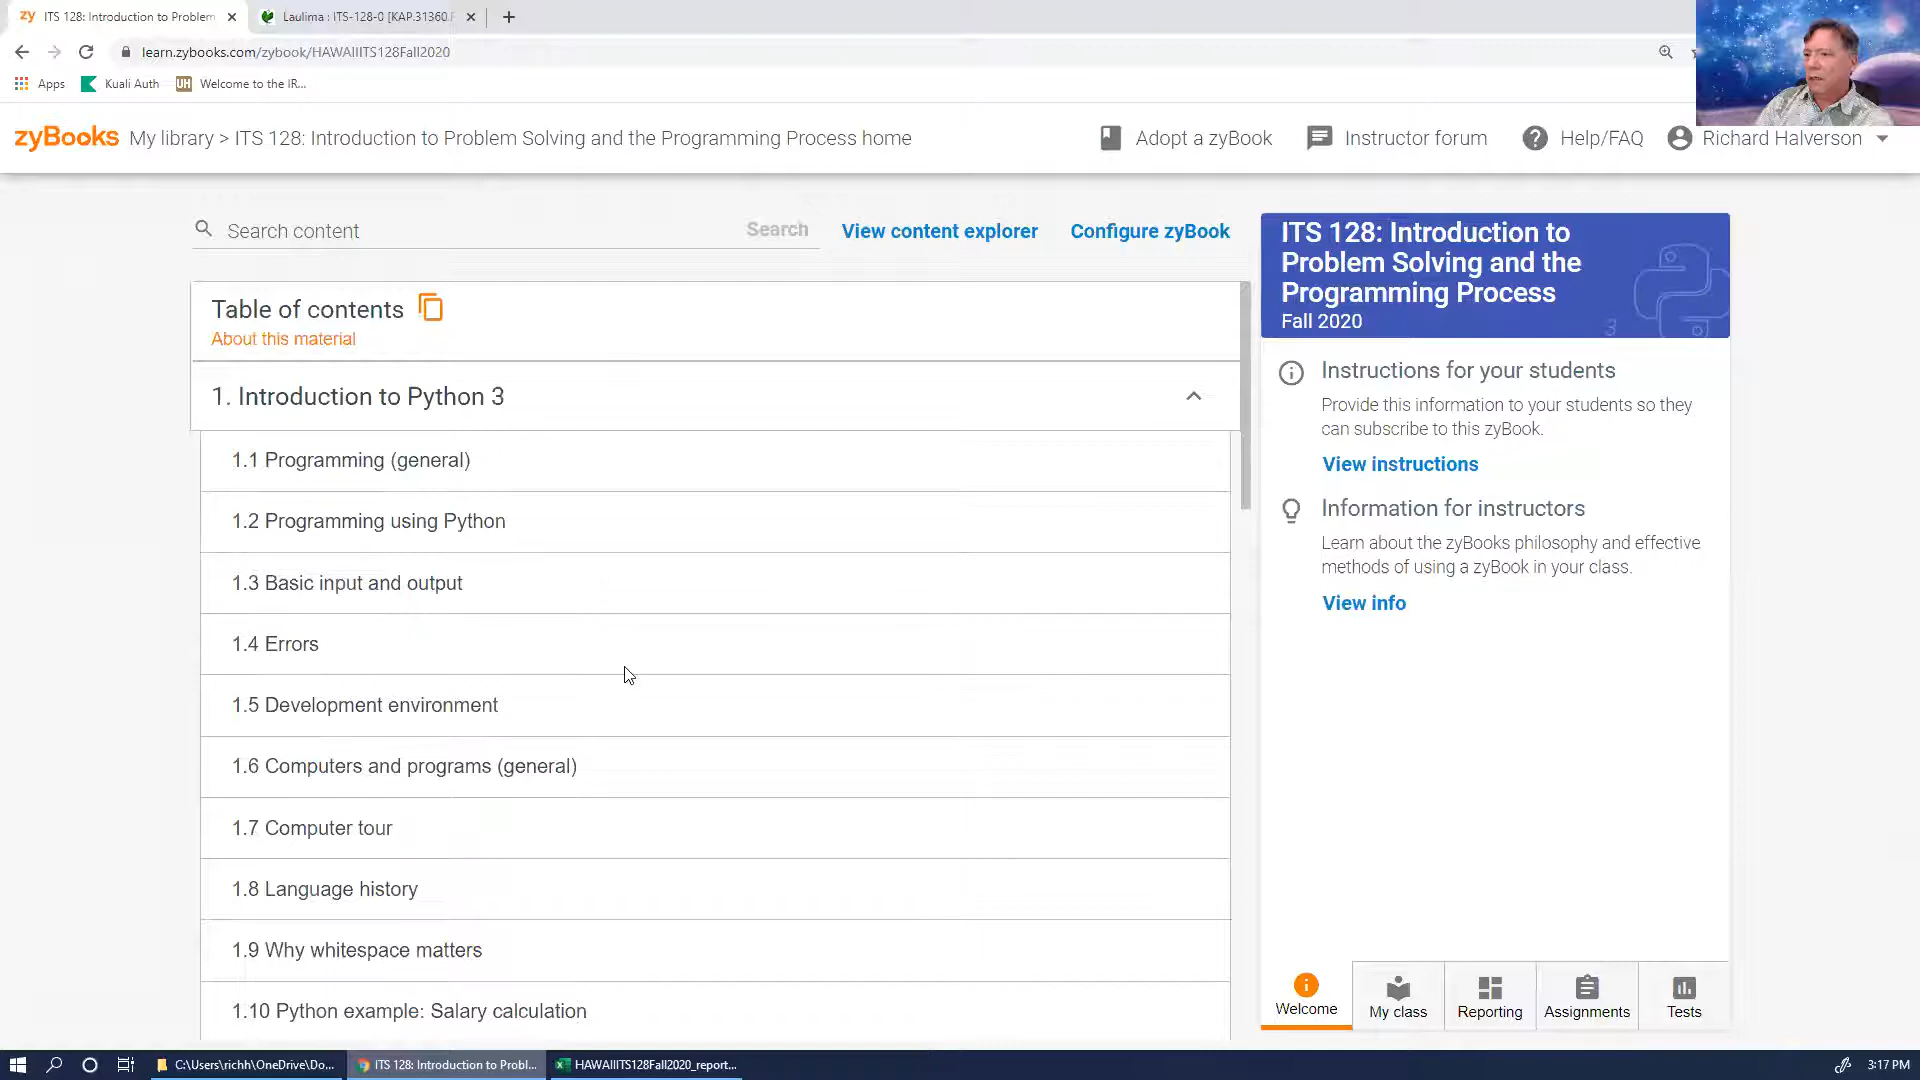 zy ITS 128: Introduction to Problem
Laulima : ITS-128-0 [KAP.31360.F
learn.zybooks.com/zybook/HAWAIIITS128Fall2020
Apps Kuali Auth UH Welcome to the IR...
zyBooks My library > ITS 128: Introduction to Problem Solving and the Programming Process home
Adopt a zyBook Instructor forum Help/FAQ Richard Halverson
Search content Search View content explorer Configure zyBook
Table of contents
About this material
1. Introduction to Python 3
1.1 Programming (general)
1.2 Programming using Python
1.3 Basic input and output
1.4 Errors
1.5 Development environment
1.6 Computers and programs (general)
1.7 Computer tour
1.8 Language history
1.9 Why whitespace matters
1.10 Python example: Salary calculation
ITS 128: Introduction to
Problem Solving and the
Programming Process
Fall 2020
3
Instructions for your students
Provide this information to your students so they
can subscribe to this zyBook.
View instructions
Information for instructors
Learn about the zyBooks philosophy and effective
methods of using a zyBook in your class.
View info
Welcome My class Reporting Assignments Tests
C:\Users\richh\OneDrive\Do... ITS 128: Introduction to Probl... HAWAIIITS128Fall2020_report... 3:17 PM